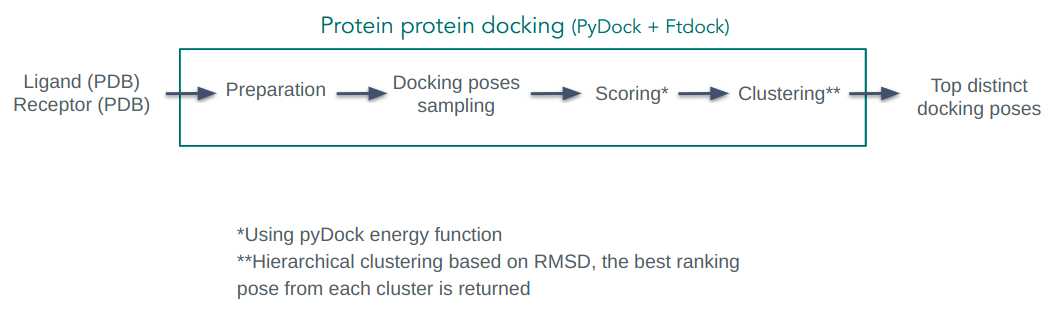 Protein protein docking (PyDock + Ftdock)
Ligand (PDB)
Receptor (PDB)
Preparation
Docking poses
sampling
Scoring*
Clustering**
Top distinct
docking poses
*Using pyDock energy function
**Hierarchical clustering based on RMSD, the best ranking
pose from each cluster is returned